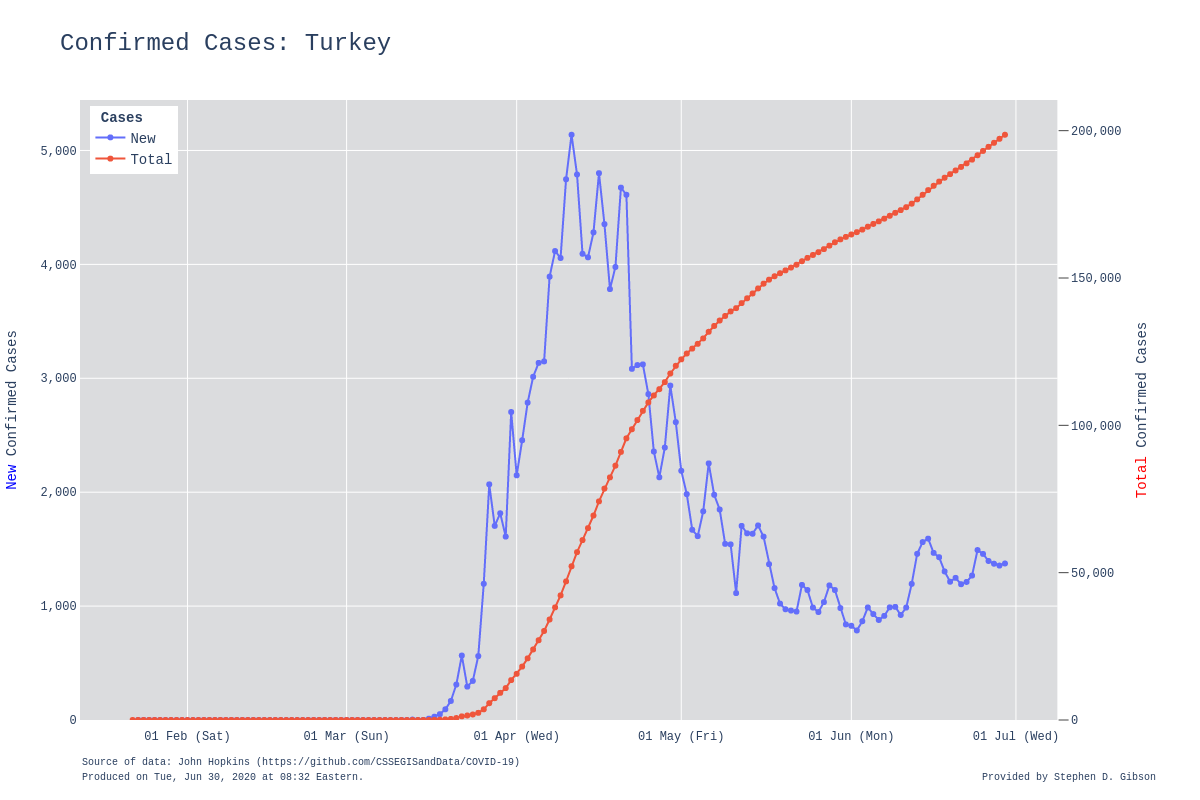 Confirmed Cases: Turkey
Cases
New
Total
5,000
4,000
3,000
2,000
1,000
0
200,000
150,000
100,000
50,000
0
New Confirmed Cases
Total Confirmed Cases
01 Feb (Sat) 01 Mar (Sun) 01 Apr (Wed) 01 May (Fri) 01 Jun (Mon) 01 Jul (Wed)
Source of data: John Hopkins (https://github.com/CSSEGISandData/COVID-19)
Produced on Tue, Jun 30, 2020 at 08:32 Eastern.
Provided by Stephen D. Gibson